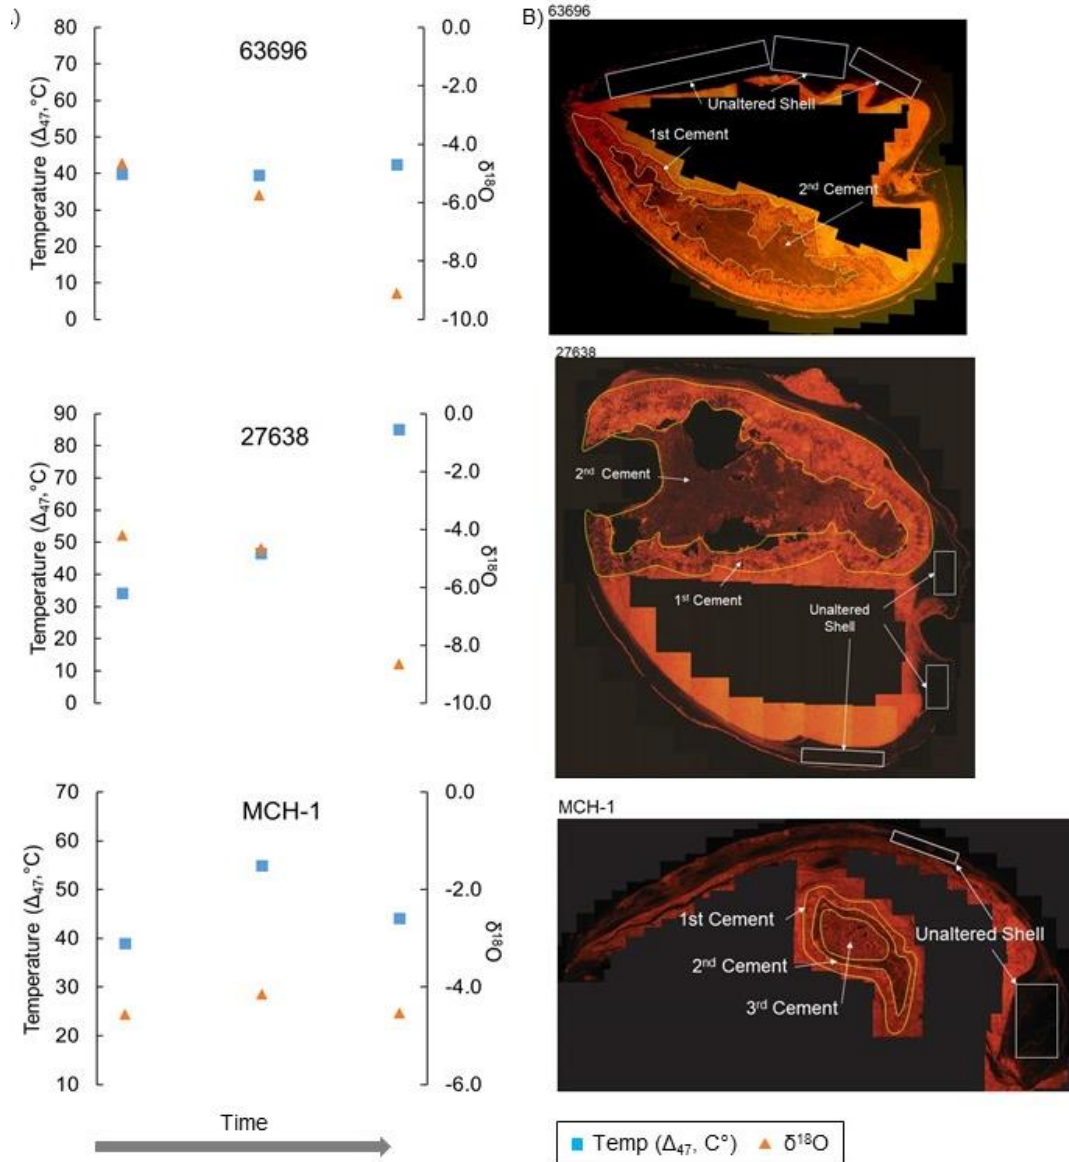 .)
63696
80
70
60
50
40
30
20
10
0
Temperature (Δ₄₇,°C)
0.0
-2.0
-4.0
-6.0
-8.0
-10.0
δ¹⁸O
27638
90
80
70
60
50
40
30
20
10
0
Temperature (Δ₄₇,°C)
0.0
-2.0
-4.0
-6.0
-8.0
-10.0
δ¹⁸O
MCH-1
70
60
50
40
30
20
10
Temperature (Δ₄₇,°C)
0.0
-2.0
-4.0
-6.0
δ¹⁸O
Time
B)
63696
Unaltered Shell
1st Cement
2ⁿᵈ Cement
27638
2ⁿᵈ Cement
1ˢᵗ Cement
Unaltered
Shell
MCH-1
1st Cement
Unaltered Shell
2ⁿᵈ Cement
3ʳᵈ Cement
Temp (Δ₄₇, C°) δ¹⁸O